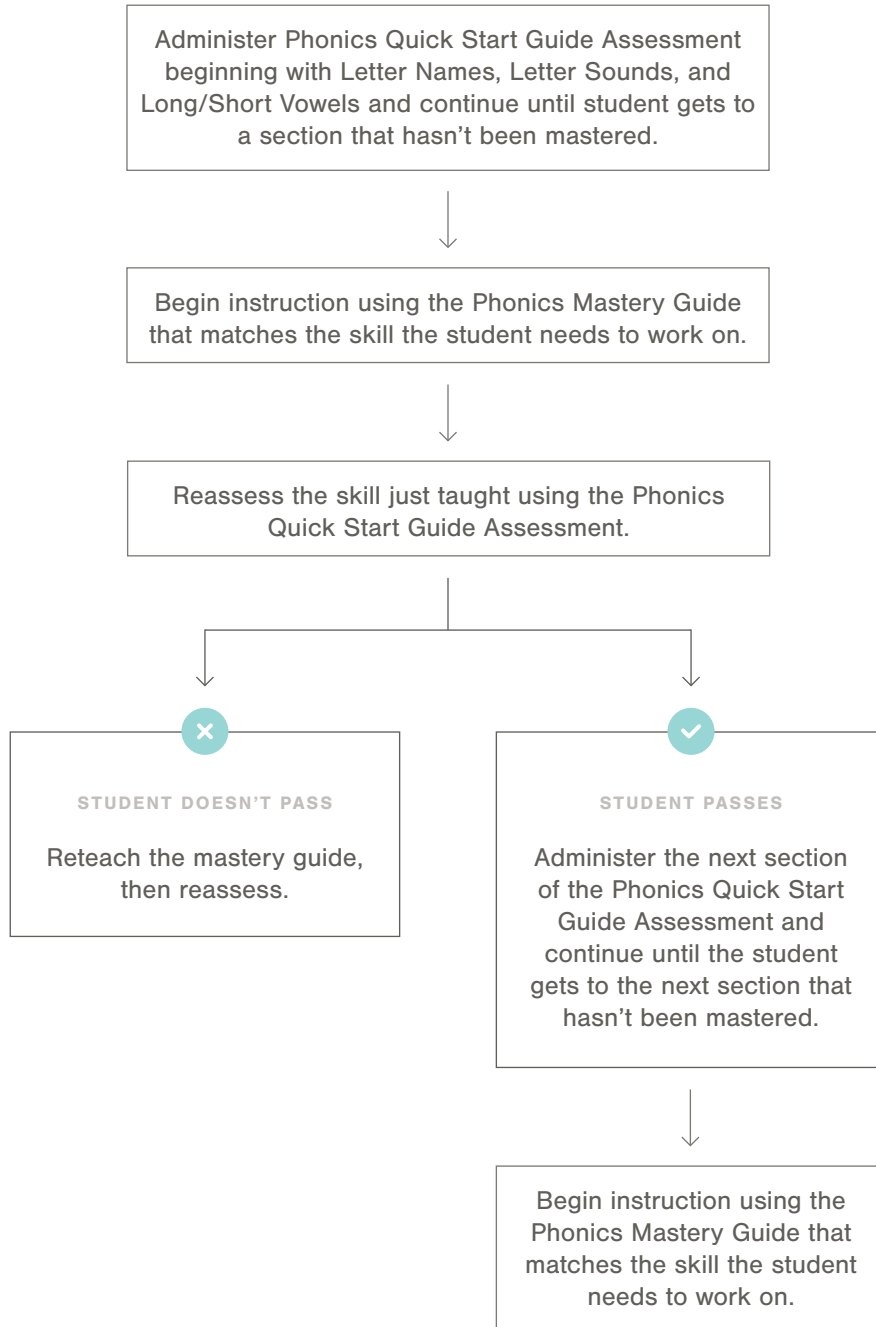 Administer Phonics Quick Start Guide Assessment
beginning with Letter Names, Letter Sounds, and
Long/Short Vowels and continue until student gets to
a section that hasn't been mastered.
Begin instruction using the Phonics Mastery Guide
that matches the skill the student needs to work on.
Reassess the skill just taught using the Phonics
Quick Start Guide Assessment.
STUDENT DOESN'T PASS
Reteach the mastery guide,
then reassess.
STUDENT PASSES
Administer the next section
of the Phonics Quick Start
Guide Assessment and
continue until the student
gets to the next section that
hasn't been mastered.
Begin instruction using the
Phonics Mastery Guide that
matches the skill the student
needs to work on.